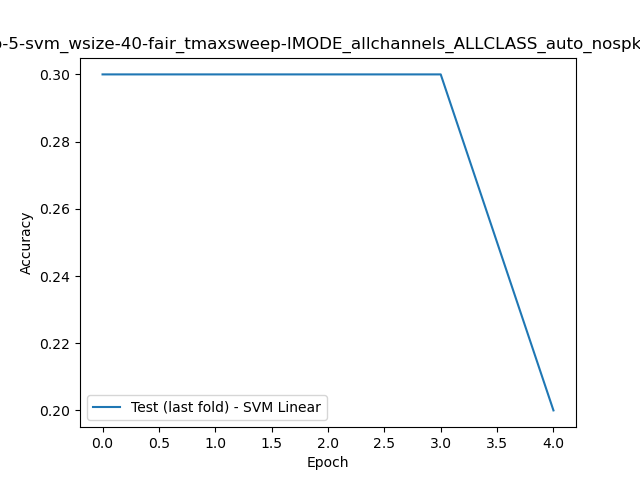 -5-svm_wsize-40-fair_tmaxsweep-IMODE_allchannels_ALLCLASS_auto_nospk
0.30
0.28
0.26
0.24
0.22
0.20
Accuracy
Test (last fold) - SVM Linear
0.0 0.5 1.0 1.5 2.0 2.5 3.0 3.5 4.0
Epoch